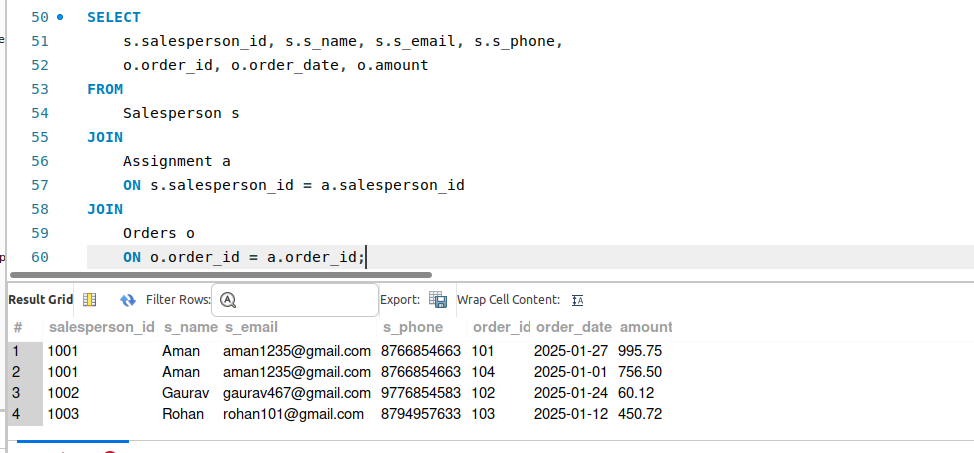 50 SELECT
51 s.salesperson_id, s.s_name, s.s_email, s.s_phone,
52 o.order_id, o.order_date, o.amount
53 FROM
54 Salesperson s
55 JOIN
56 Assignment a
57 ON s.salesperson_id = a.salesperson_id
58 JOIN
59 Orders o
60 ON o.order_id = a.order_id;
Result Grid Filter Rows: Export: Wrap Cell Content:
# salesperson_id s_name s_email s_phone order_id order_date amount
1 1001 Aman aman1235@gmail.com 8766854663 101 2025-01-27 995.75
2 1001 Aman aman1235@gmail.com 8766854663 104 2025-01-01 756.50
3 1002 Gaurav gaurav467@gmail.com 9776854583 102 2025-01-24 60.12
4 1003 Rohan rohan101@gmail.com 8794957633 103 2025-01-12 450.72